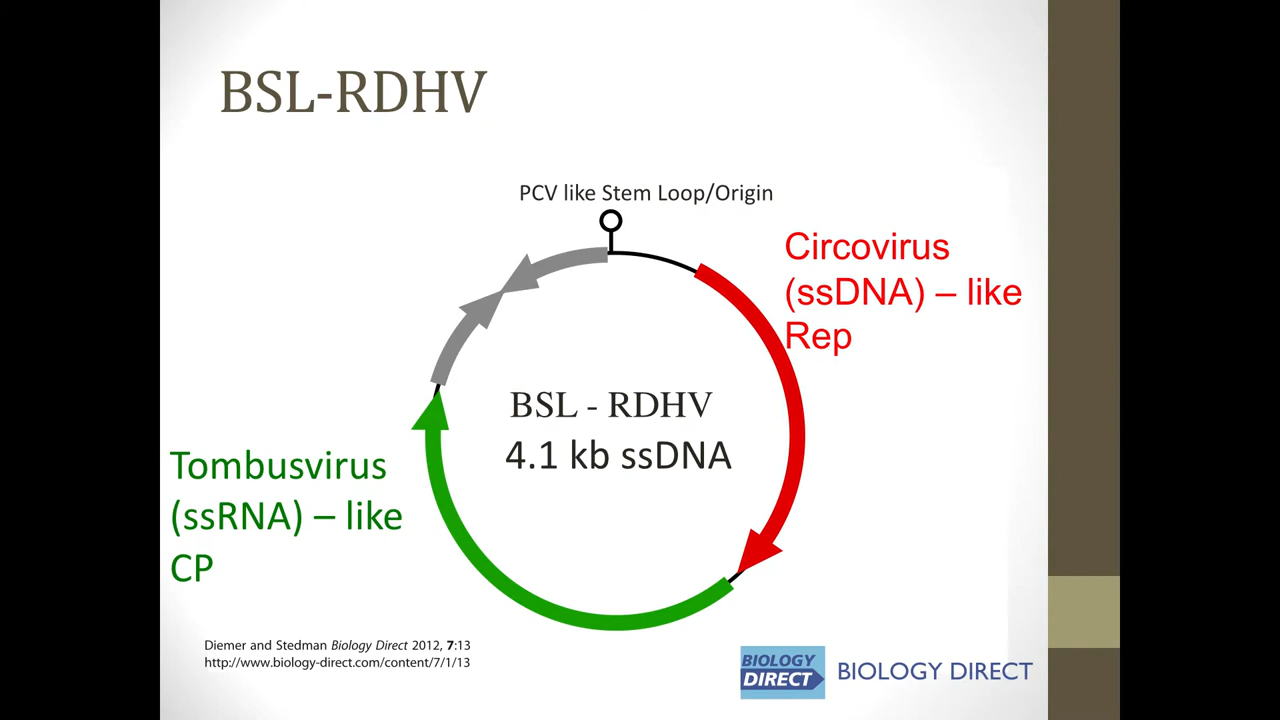 BSL-RDHV
PCV like Stem Loop/Origin
Circovirus
(ssDNA) – like
Rep
BSL - RDHV
4.1 kb ssDNA
Tombusvirus
(ssRNA) – like
CP
Diemer and Stedman Biology Direct 2012, 7:13
http://www.biology-direct.com/content/7/1/13
BIOLOGY
DIRECT
BIOLOGY DIRECT